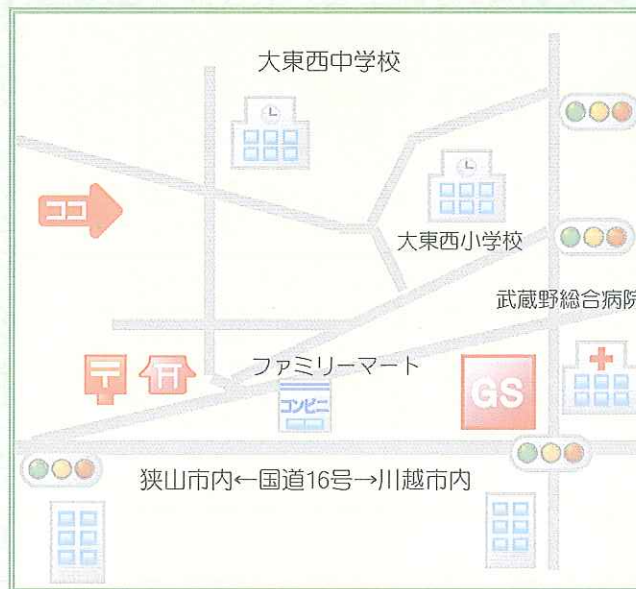 大東西中学校
ココ
大東西小学校
武蔵野総合病院
ファミリーマート
コンビニ
GS
狭山市内←国道16号→川越市内